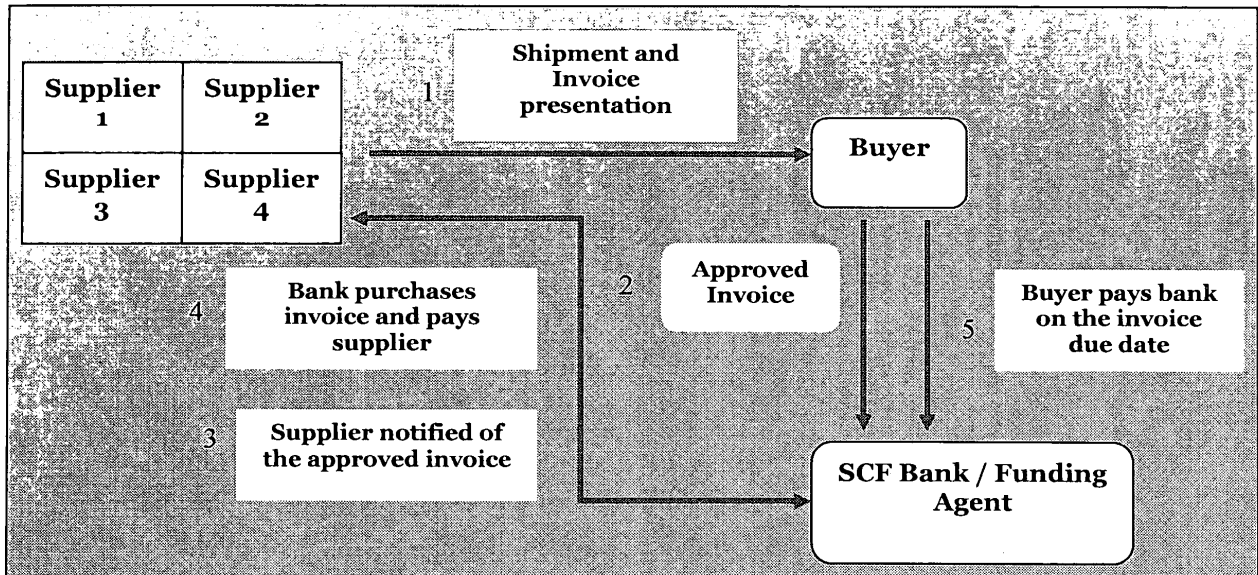 Supplier
1
Supplier
2
Supplier
3
Supplier
4
1
Shipment and
Invoice
presentation
Buyer
2
Approved
Invoice
4
Bank purchases
invoice and pays
supplier
5
Buyer pays bank
on the invoice
due date
3
Supplier notified of
the approved invoice
SCF Bank / Funding
Agent